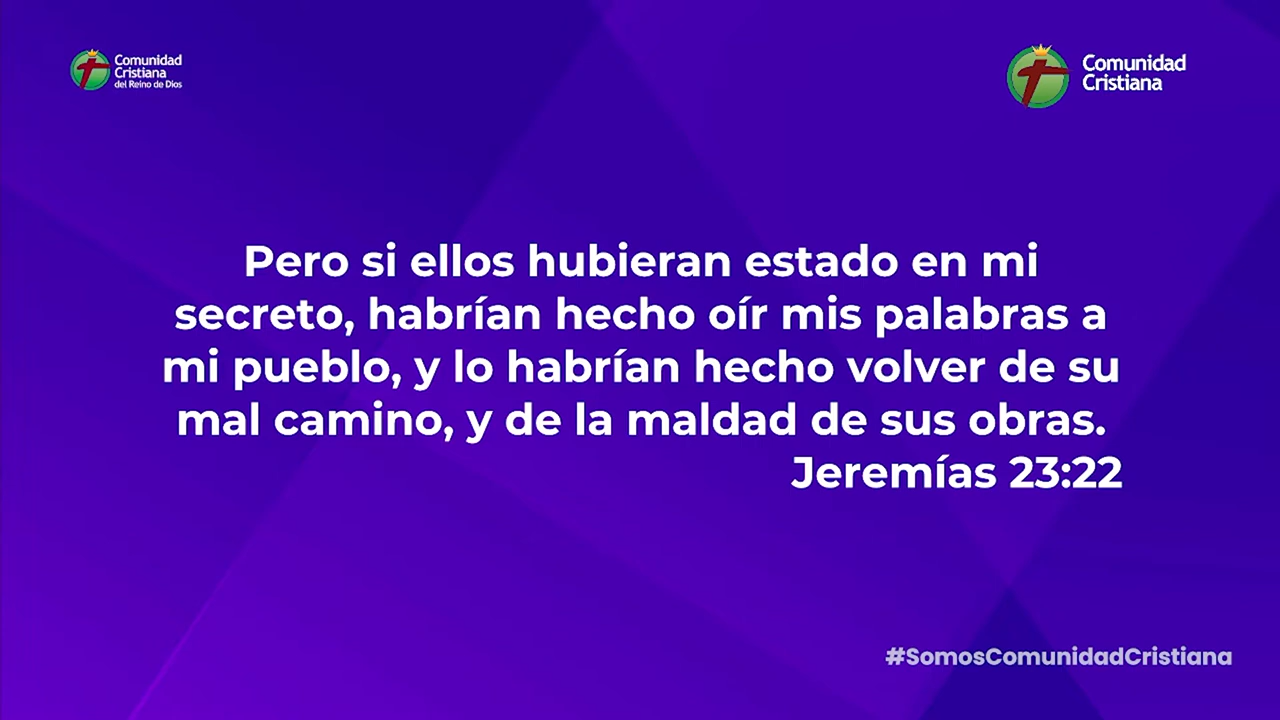 Comunidad
Cristiana
del Reino de Dios
Comunidad
Cristiana
Pero si ellos hubieran estado en mi
secreto, habrían hecho oír mis palabras a
mi pueblo, y lo habrían hecho volver de su
mal camino, y de la maldad de sus obras.
Jeremías 23:22
#SomosComunidadCristiana